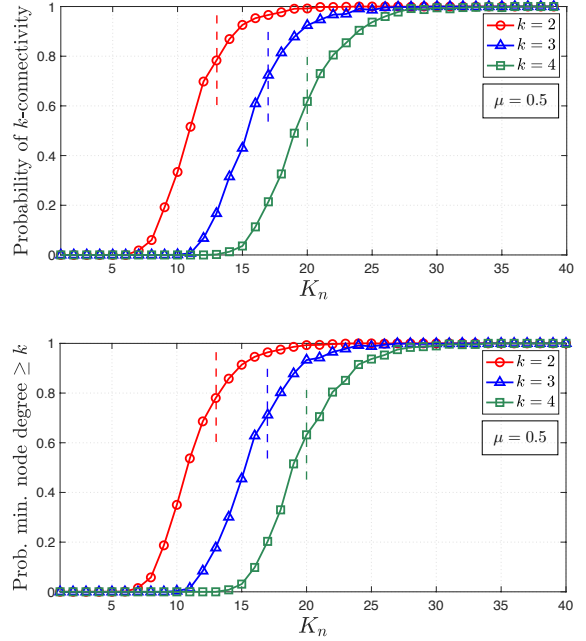 1
0.8
0.6
0.4
0.2
0
Probability of k-connectivity
k = 2
k = 3
k = 4
μ = 0.5
5 10 15 20 25 30 35 40
K_n
1
0.8
0.6
0.4
0.2
0
Prob. min. node degree ≥ k
k = 2
k = 3
k = 4
μ = 0.5
5 10 15 20 25 30 35 40
K_n